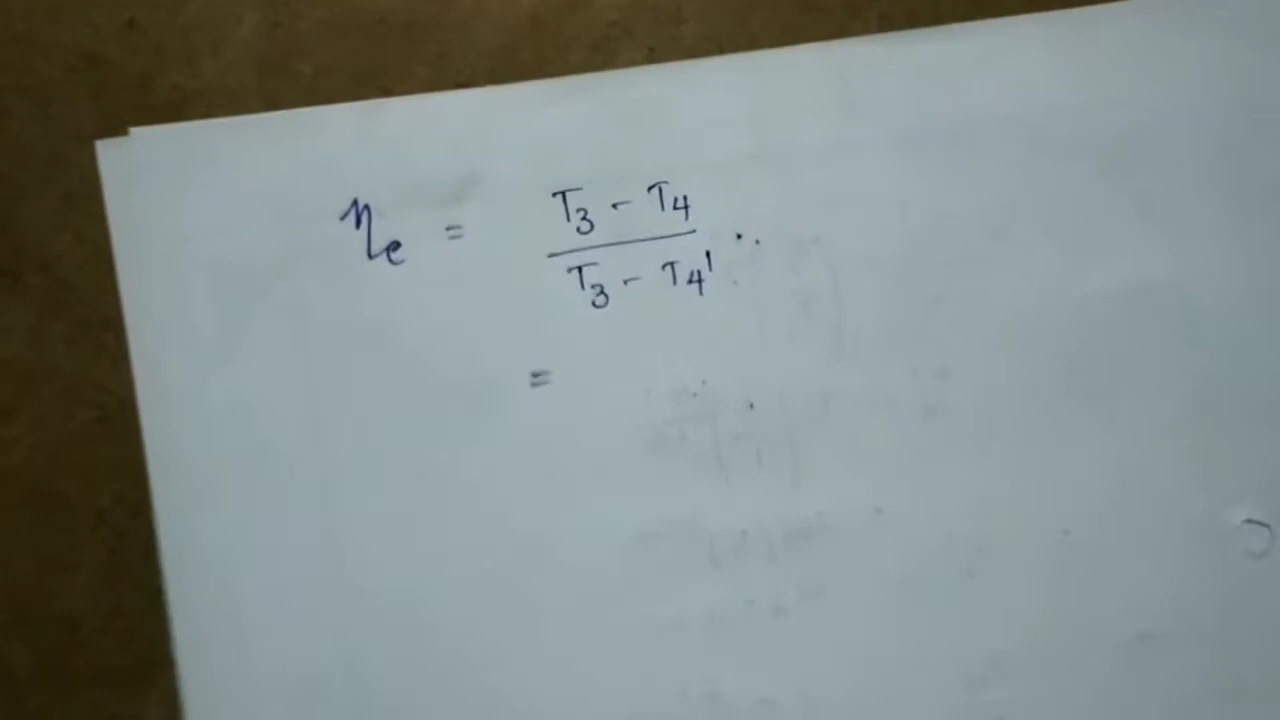 ηe = T3 - T4 / T3 - T4'
=